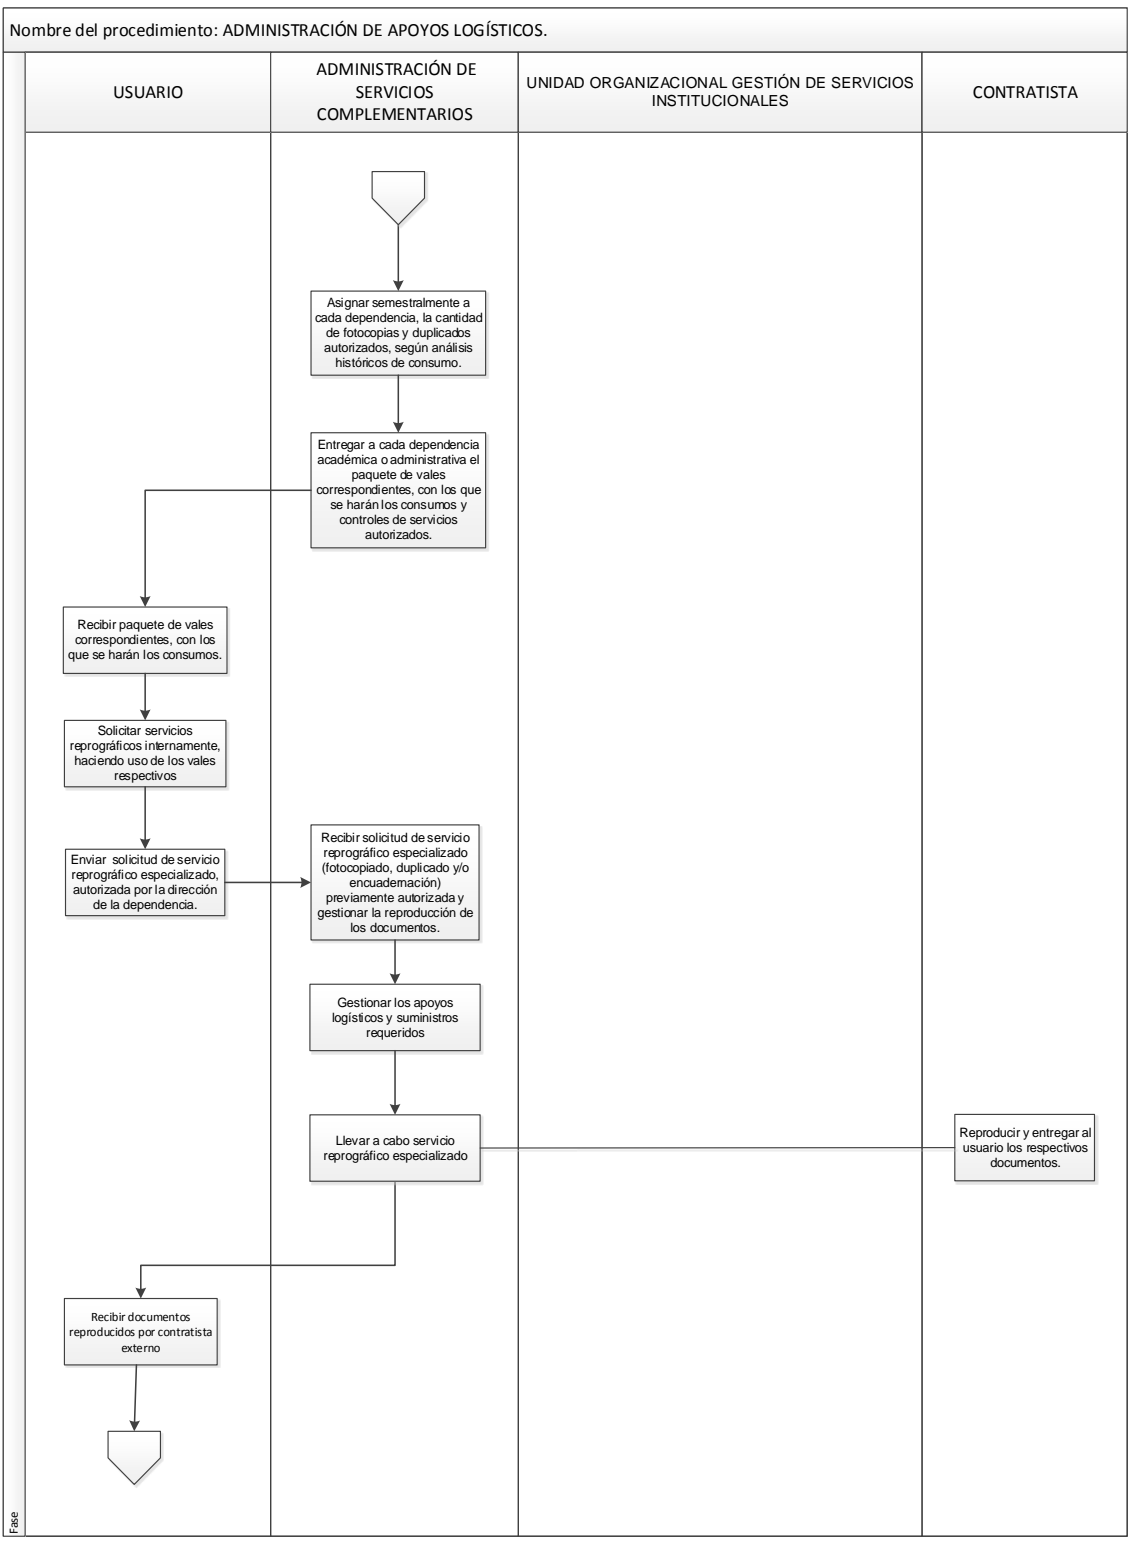 Nombre del procedimiento: ADMINISTRACIÓN DE APOYOS LOGÍSTICOS.
USUARIO
ADMINISTRACIÓN DE
SERVICIOS
COMPLEMENTARIOS
UNIDAD ORGANIZACIONAL GESTIÓN DE SERVICIOS
INSTITUCIONALES
CONTRATISTA
Asignar semestralmente a
cada dependencia, la cantidad
de fotocopias y duplicados
autorizados, según análisis
históricos de consumo.
Entregar a cada dependencia
académica o administrativa el
paquete de vales
correspondientes, con los que
se harán los consumos y
controles de servicios
autorizados.
Recibir paquete de vales
correspondientes, con los
que se harán los consumos.
Solicitar servicios
reprográficos internamente,
haciendo uso de los vales
respectivos
Enviar solicitud de servicio
reprográfico especializado,
autorizada por la dirección
de la dependencia.
Recibir solicitud de servicio
reprográfico especializado
(fotocopiado, duplicado y/o
encuadernación)
previamente autorizada y
gestionar la reproducción de
los documentos.
Gestionar los apoyos
logísticos y suministros
requeridos
Llevar a cabo servicio
reprográfico especializado
Reproducir y entregar al
usuario los respectivos
documentos.
Recibir documentos
reproducidos por contratista
externo
Fase